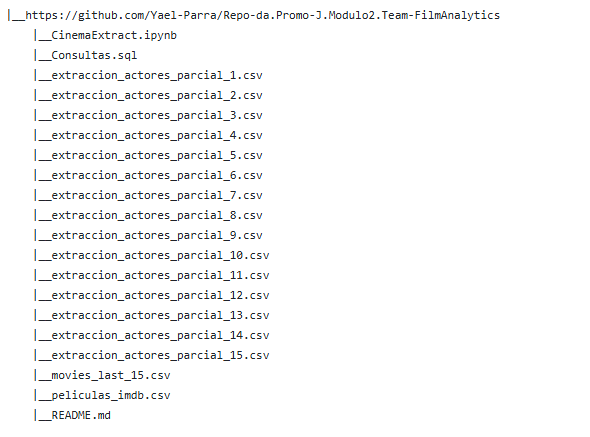 |__https://github.com/Yael-Parra/Repo-da.Promo-J.Modulo2.Team-FilmAnalytics
|__CinemaExtract.ipynb
|__Consultas.sql
|__extraccion_actores_parcial_1.csv
|__extraccion_actores_parcial_2.csv
|__extraccion_actores_parcial_3.csv
|__extraccion_actores_parcial_4.csv
|__extraccion_actores_parcial_5.csv
|__extraccion_actores_parcial_6.csv
|__extraccion_actores_parcial_7.csv
|__extraccion_actores_parcial_8.csv
|__extraccion_actores_parcial_9.csv
|__extraccion_actores_parcial_10.csv
|__extraccion_actores_parcial_11.csv
|__extraccion_actores_parcial_12.csv
|__extraccion_actores_parcial_13.csv
|__extraccion_actores_parcial_14.csv
|__extraccion_actores_parcial_15.csv
|__movies_last_15.csv
|__peliculas_imdb.csv
|__README.md